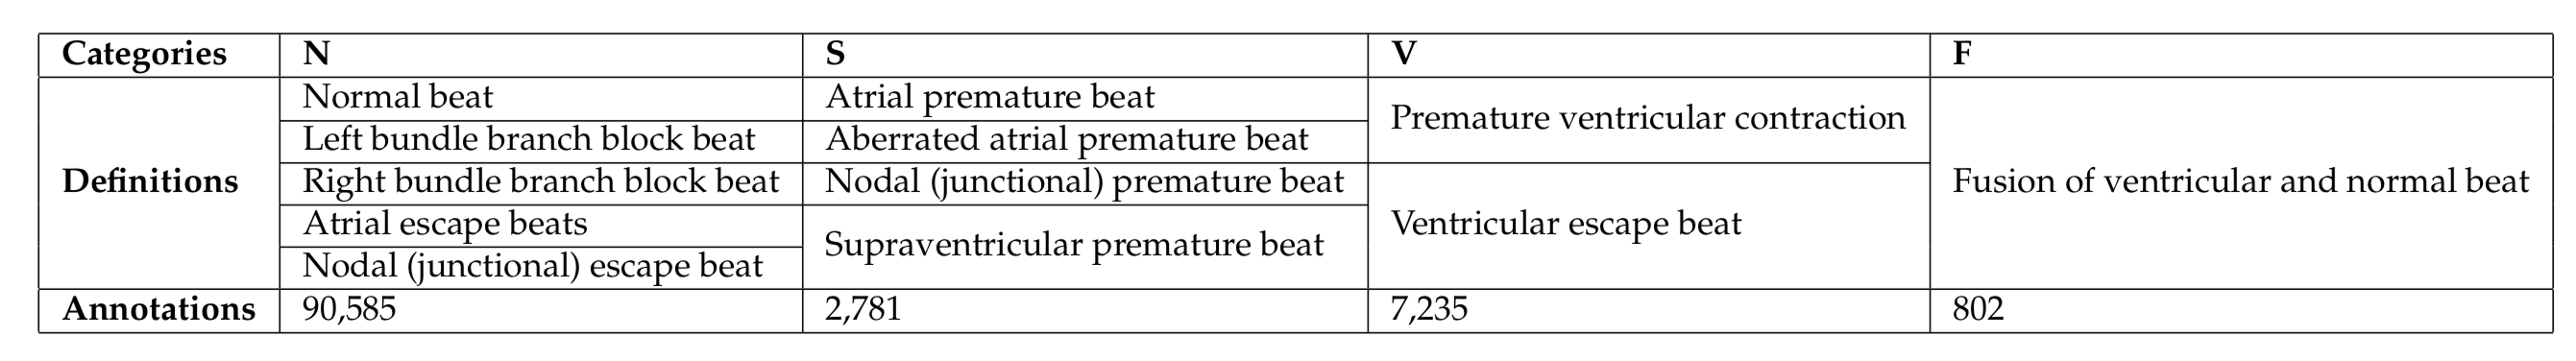 Categories N S V F
Definitions
Normal beat
Left bundle branch block beat
Right bundle branch block beat
Atrial escape beats
Nodal (junctional) escape beat
Atrial premature beat
Aberrated atrial premature beat
Nodal (junctional) premature beat
Supraventricular premature beat
Premature ventricular contraction
Ventricular escape beat
Fusion of ventricular and normal beat
Annotations 90,585 2,781 7,235 802